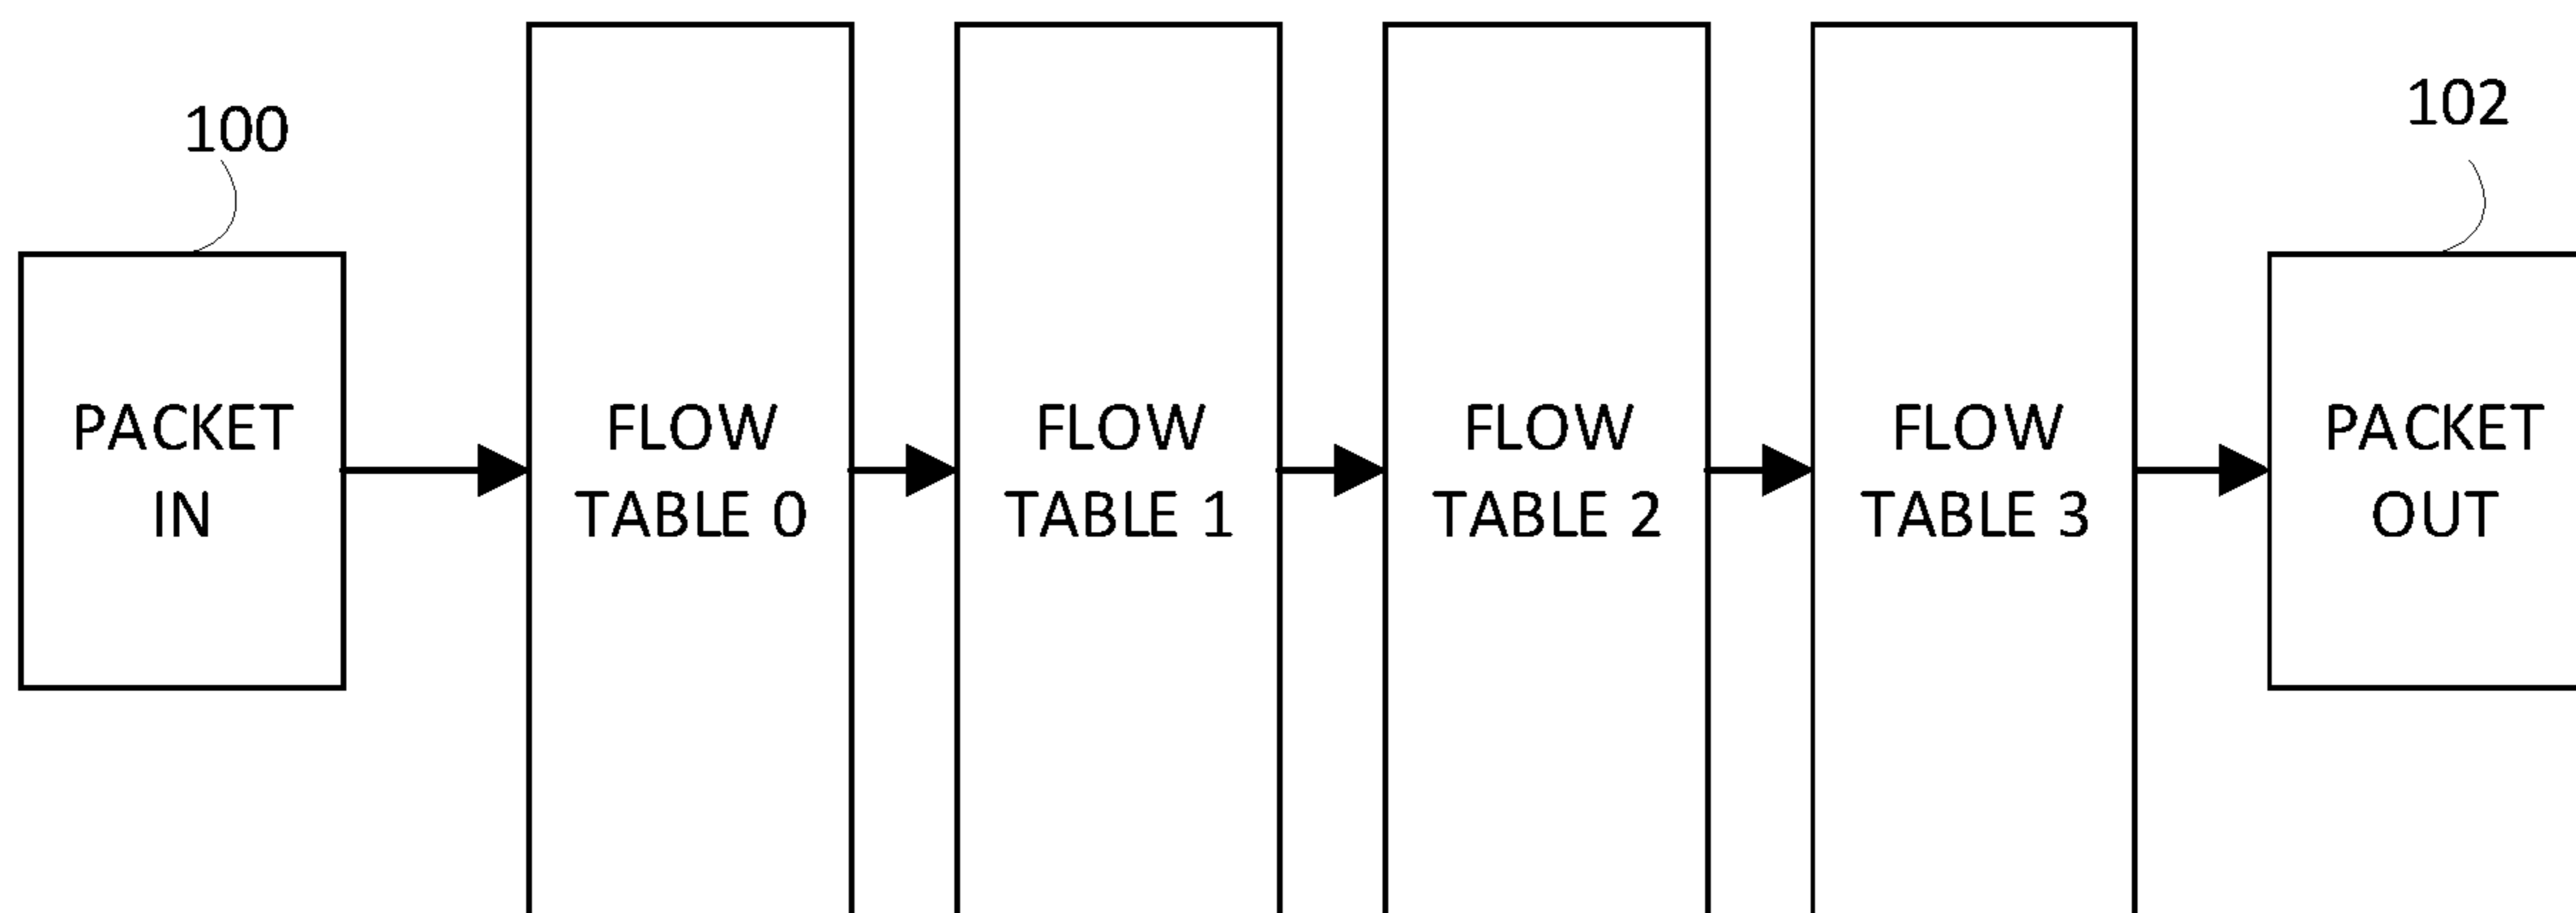 100
102
PACKET
IN
FLOW
TABLE 0
FLOW
TABLE 1
FLOW
TABLE 2
FLOW
TABLE 3
PACKET
OUT